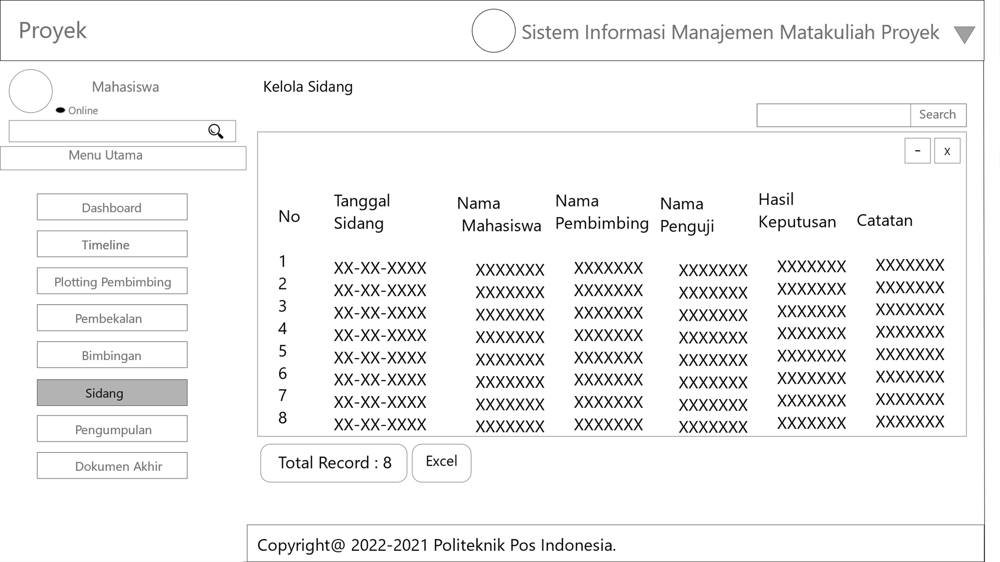 Proyek
Sistem Informasi Manajemen Matakuliah Proyek
Mahasiswa
Online
Menu Utama
Dashboard
Timeline
Plotting Pembimbing
Pembekalan
Bimbingan
Sidang
Pengumpulan
Dokumen Akhir
Kelola Sidang
Search
- x
No Tanggal Sidang Nama Mahasiswa Nama Pembimbing Nama Penguji Hasil Keputusan Catatan
1 XX-XX-XXXX XXXXXXX XXXXXXX XXXXXXX XXXXXXX XXXXXXX
2 XX-XX-XXXX XXXXXXX XXXXXXX XXXXXXX XXXXXXX XXXXXXX
3 XX-XX-XXXX XXXXXXX XXXXXXX XXXXXXX XXXXXXX XXXXXXX
4 XX-XX-XXXX XXXXXXX XXXXXXX XXXXXXX XXXXXXX XXXXXXX
5 XX-XX-XXXX XXXXXXX XXXXXXX XXXXXXX XXXXXXX XXXXXXX
6 XX-XX-XXXX XXXXXXX XXXXXXX XXXXXXX XXXXXXX XXXXXXX
7 XX-XX-XXXX XXXXXXX XXXXXXX XXXXXXX XXXXXXX XXXXXXX
8 XX-XX-XXXX XXXXXXX XXXXXXX XXXXXXX XXXXXXX XXXXXXX
Total Record : 8
Excel
Copyright@ 2022-2021 Politeknik Pos Indonesia.